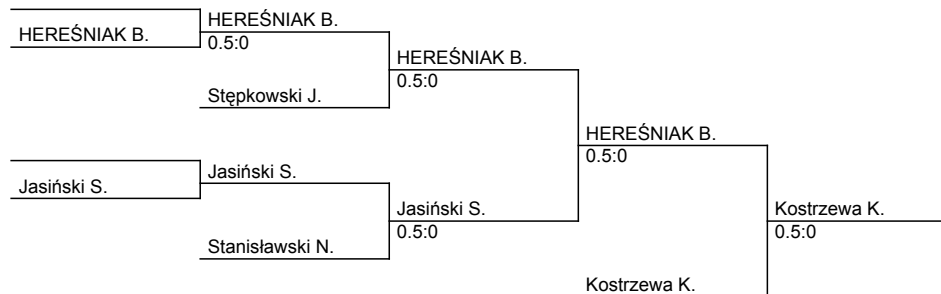 HEREŚNIAK B.
HEREŚNIAK B.
0.5:0
HEREŚNIAK B.
0.5:0
Stępkowski J.
HEREŚNIAK B.
0.5:0
Jasiński S.
Jasiński S.
Jasiński S.
0.5:0
Kostrzewa K.
0.5:0
Stanisławski N.
Kostrzewa K.